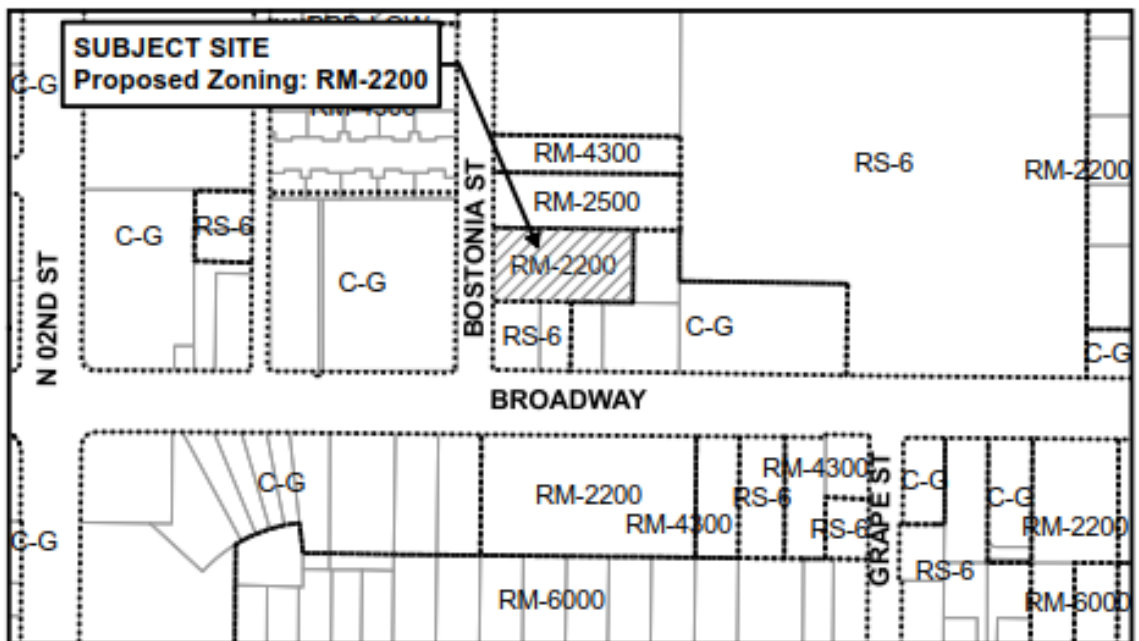 SUBJECT SITE
Proposed Zoning: RM-2200
C-G
RM-4300
RM-2200
RS-6
RM-2500
RM-4300
C-G
RS-6
C-G
RM-2200
RS-6
C-G
C-G
N 02ND ST
BOSTONIA ST
BROADWAY
C-G
RM-2200
RM-4300
RS-6
RM-4300
RS-6
GRAPE ST
C-G
C-G
RM-2200
C-G
RM-6000
RS-6
RM-6000